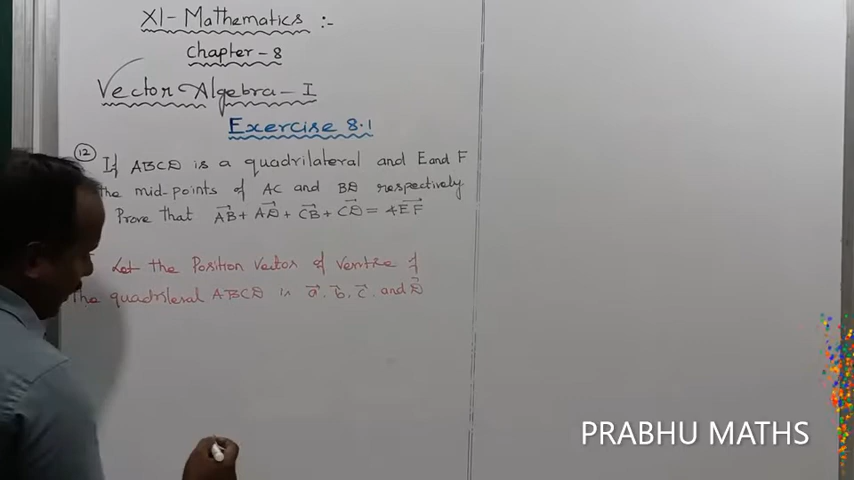 XI- Mathematics :-
Chapter - 8
Vector Algebra - I
Exercise 8.1
12 If ABCD is a quadrilateral and E and F
the mid-points of AC and BD respectively
Prove that AB + AD + CB + CD = 4EF
Let the Position Vector of of
the ABCD is a, b, c, and D
PRABHU MATHS